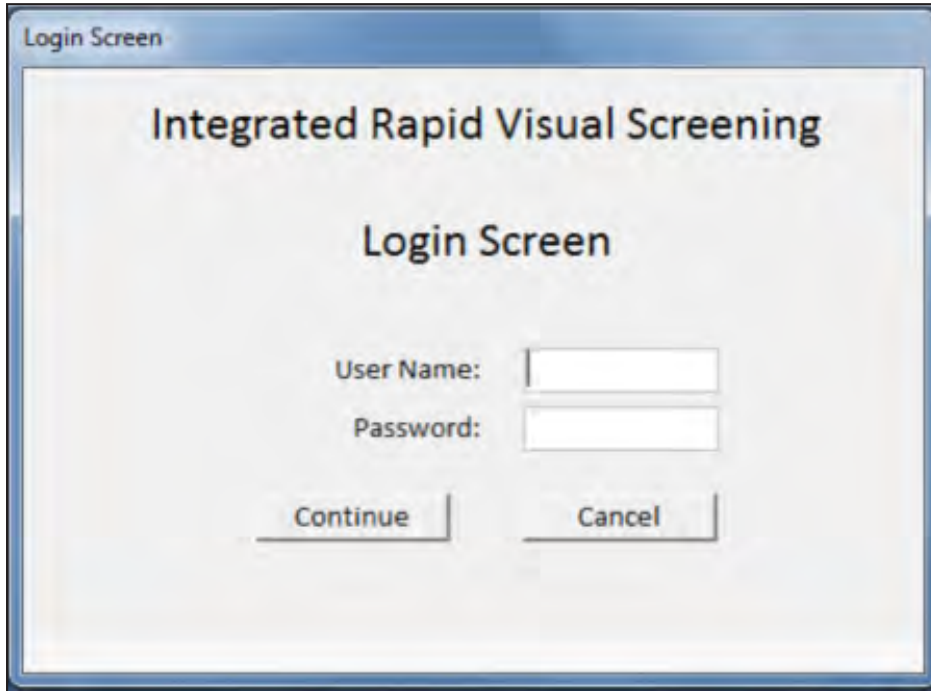 Login Screen
Integrated Rapid Visual Screening
Login Screen
User Name:
Password:
Continue Cancel